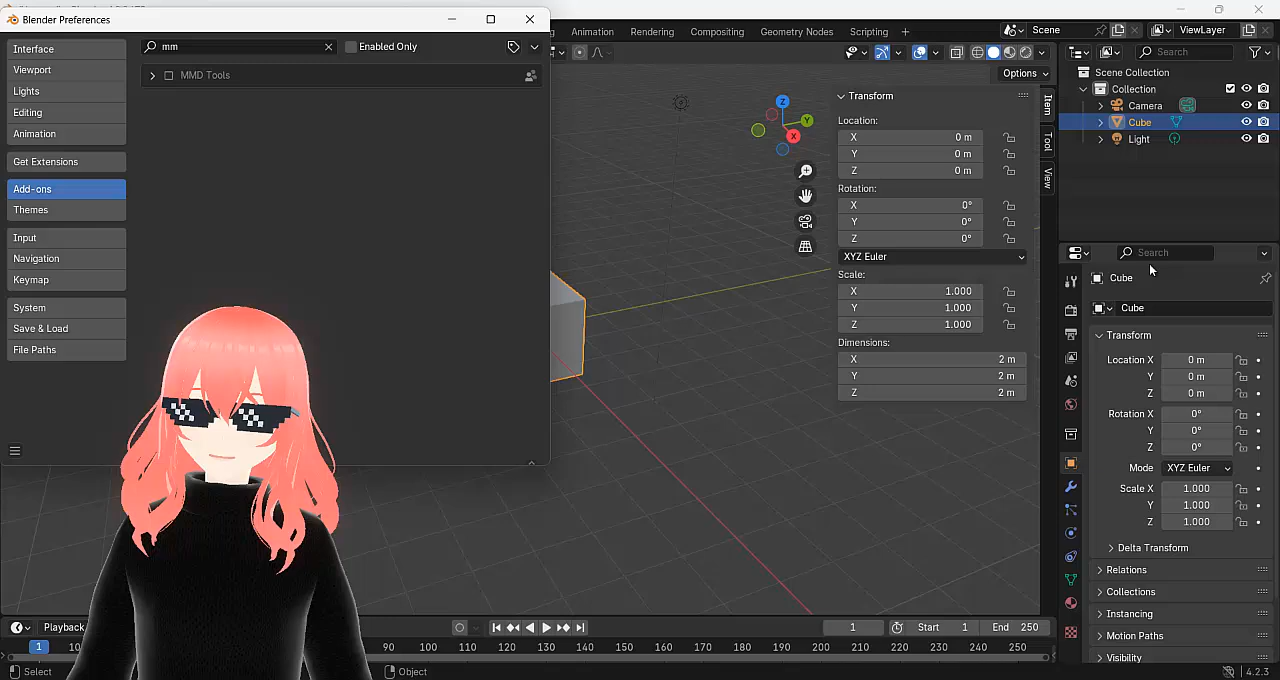 Blender Preferences
Interface
Viewport
Lights
Editing
Animation
Get Extensions
Add-ons
Themes
Input
Navigation
Keymap
System
Save & Load
File Paths
mm
Enabled Only
MMD Tools
Animation
Rendering
Compositing
Geometry Nodes
Scripting
+
Scene
ViewLayer
Options
Z
Y
X
Transform
Location:
X 0 m
Y 0 m
Z 0 m
Rotation:
X 0°
Y 0°
Z 0°
XYZ Euler
Scale:
X 1.000
Y 1.000
Z 1.000
Dimensions:
X 2 m
Y 2 m
Z 2 m
Item
Tool
View
Search
Scene Collection
Collection
Camera
Cube
Light
Search
Cube
Cube
Transform
Location X 0 m
Y 0 m
Z 0 m
Rotation X 0°
Y 0°
Z 0°
Mode XYZ Euler
Scale X 1.000
Y 1.000
Z 1.000
Delta Transform
Relations
Collections
Instancing
Motion Paths
Visibility
Playback
1
Start 1
End 250
1 10 90 100 110 120 130 140 150 160 170 180 190 200 210 220 230 240 250
Select
Object
4.2.3